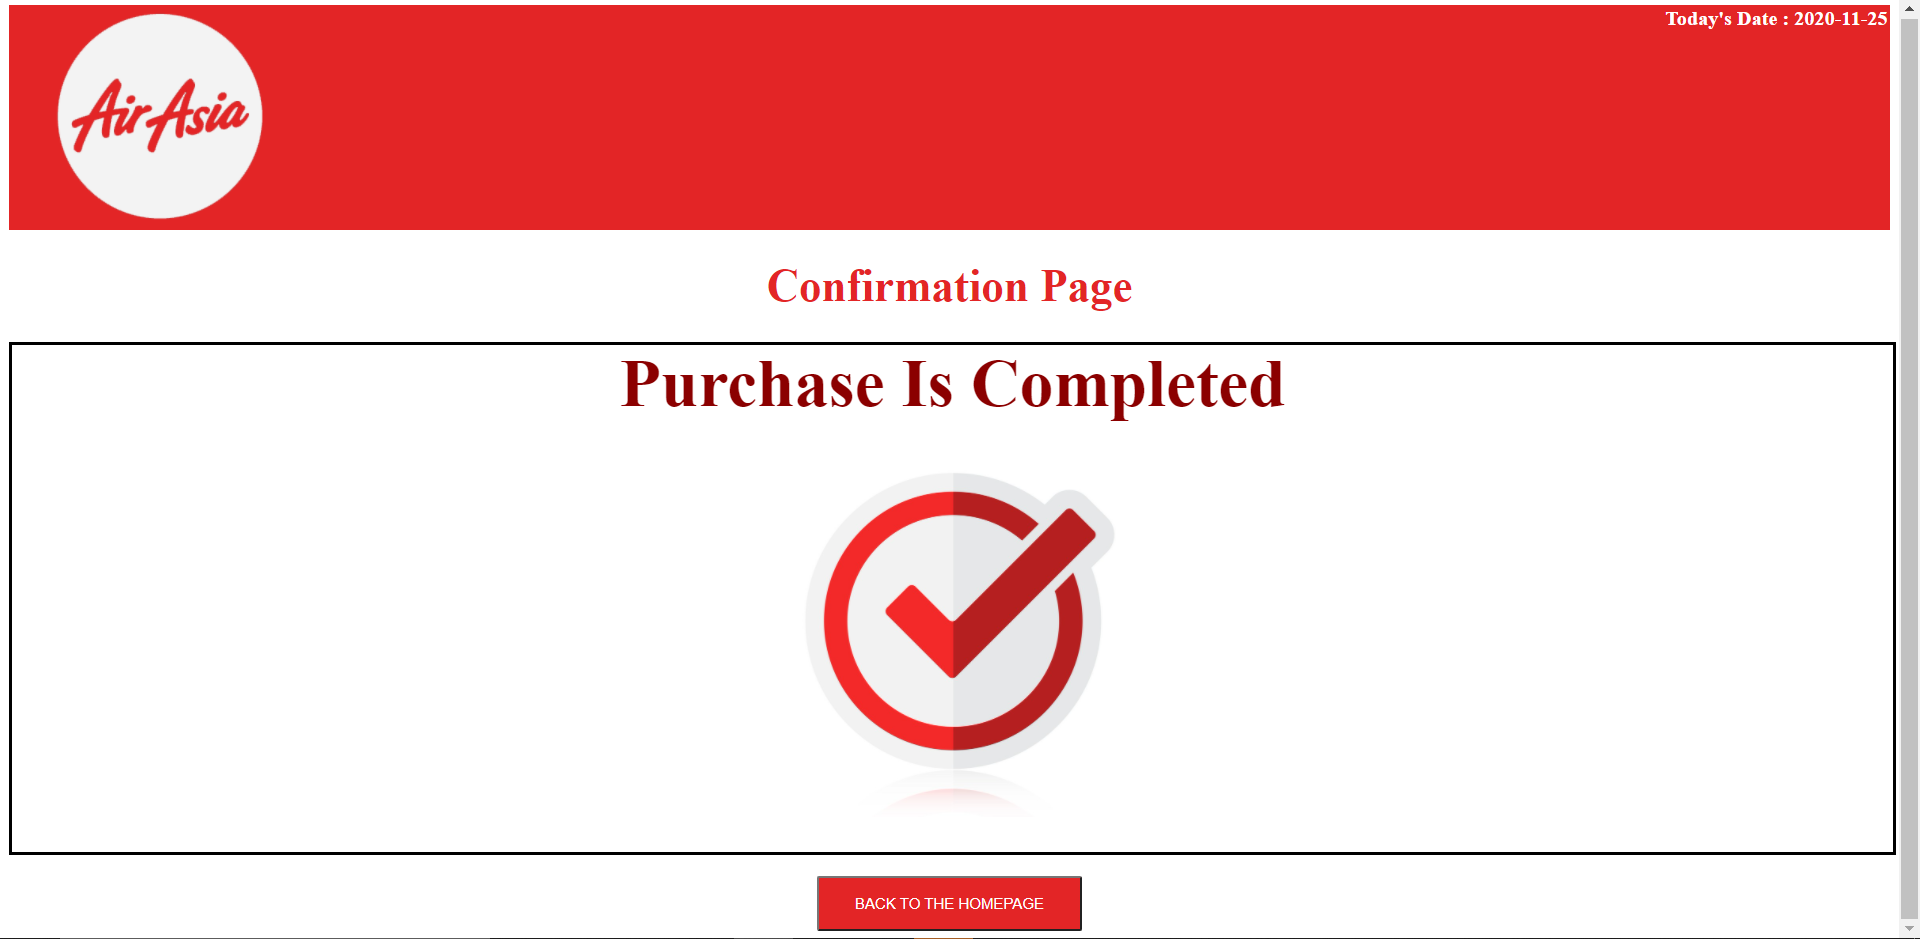 Today's Date : 2020-11-25
AirAsia
Confirmation Page
Purchase Is Completed
BACK TO THE HOMEPAGE